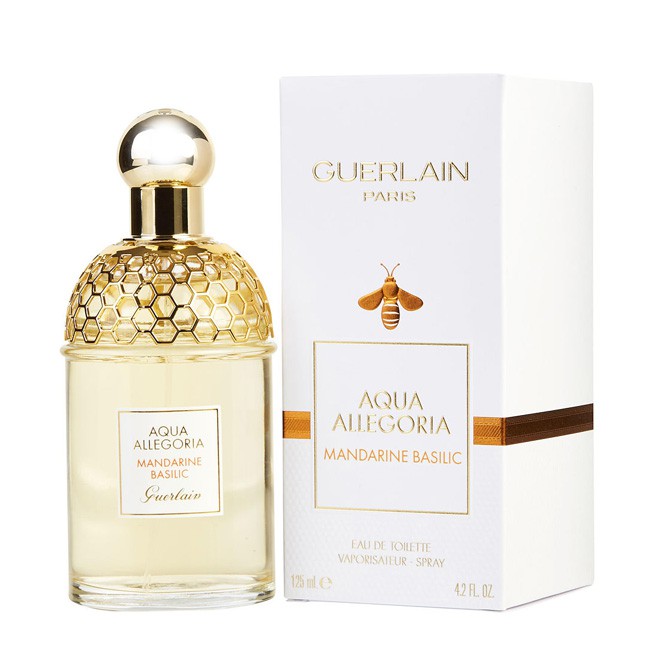 AQUA
ALLEGORIA
MANDARINE
BASILIC
Guerlain
GUERLAIN
PARIS
AQUA
ALLEGORIA
MANDARINE BASILIC
EAU DE TOILETTE
VAPORISATEUR - SPRAY
125 ml ℮ 4.2 FL. OZ.